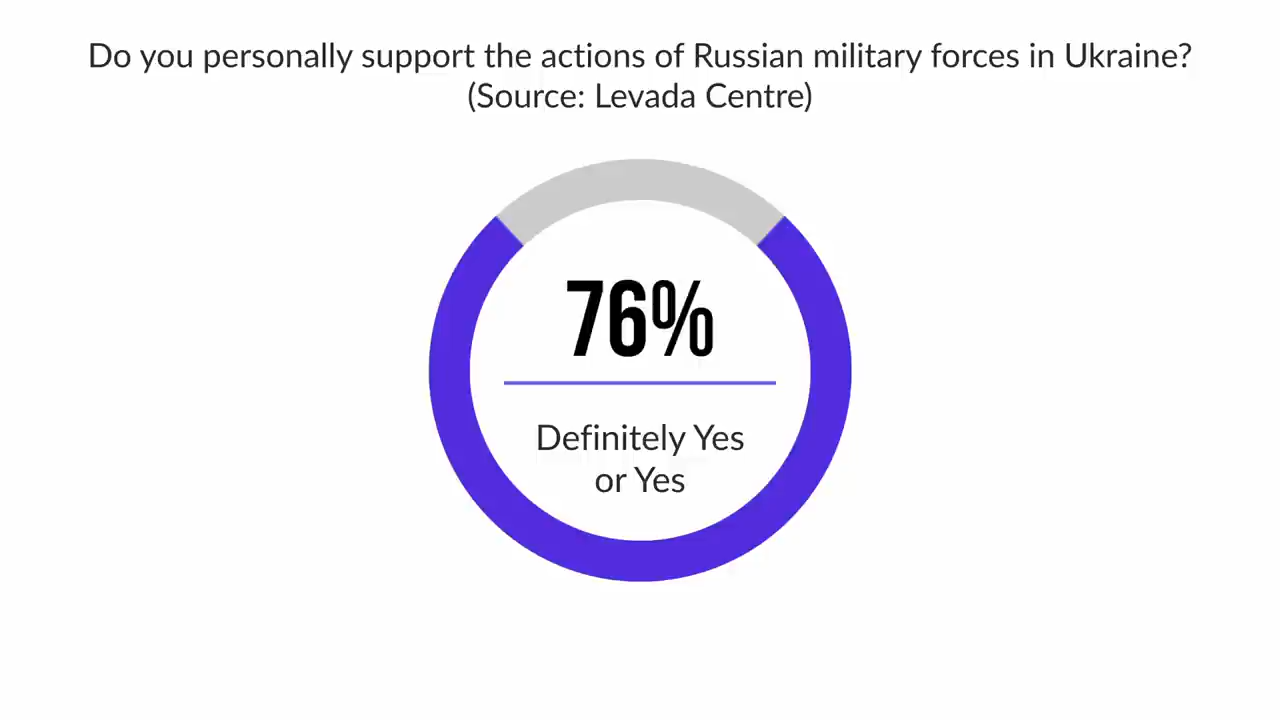 Do you personally support the actions of Russian military forces in Ukraine?
(Source: Levada Centre)
76%
Definitely Yes
or Yes